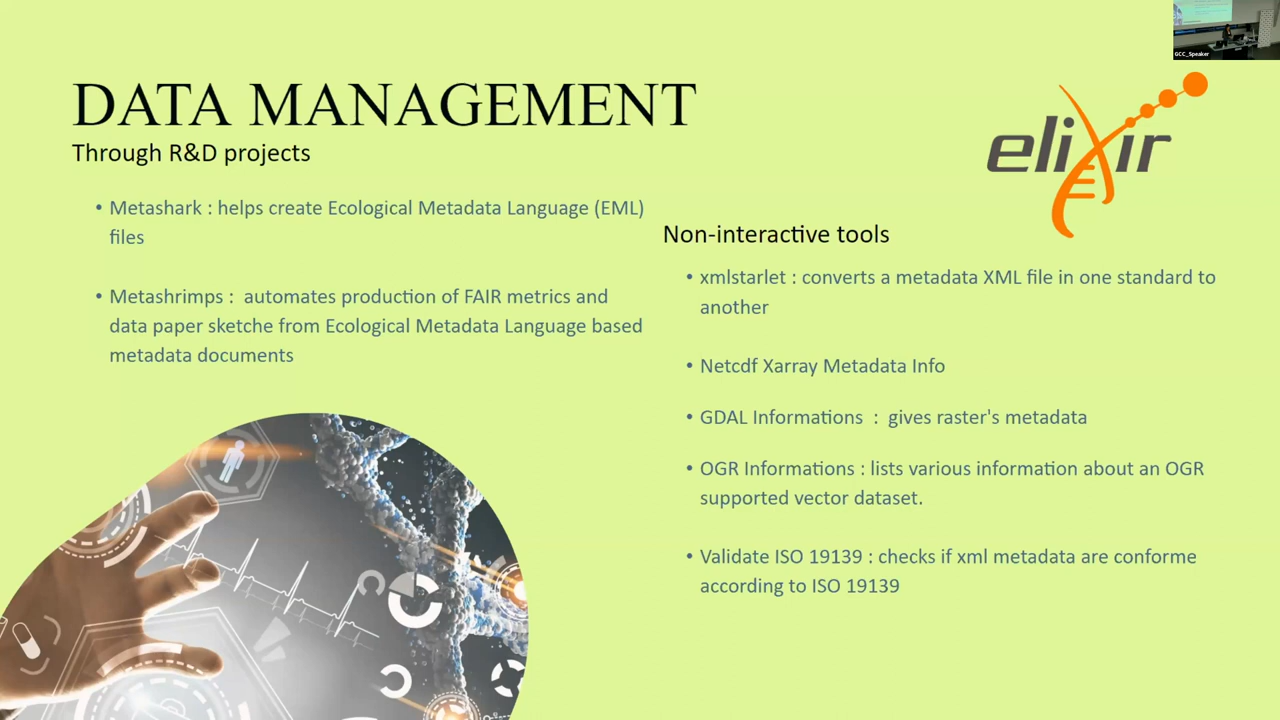 GCC_Speaker
DATA MANAGEMENT
Through R&D projects
elixir
• Metashark : helps create Ecological Metadata Language (EML)
files
• Metashrimps :  automates production of FAIR metrics and
data paper sketche from Ecological Metadata Language based
metadata documents
Non-interactive tools
• xmlstarlet : converts a metadata XML file in one standard to
another
• Netcdf Xarray Metadata Info
• GDAL Informations  :  gives raster's metadata
• OGR Informations : lists various information about an OGR
supported vector dataset.
• Validate ISO 19139 : checks if xml metadata are conforme
according to ISO 19139